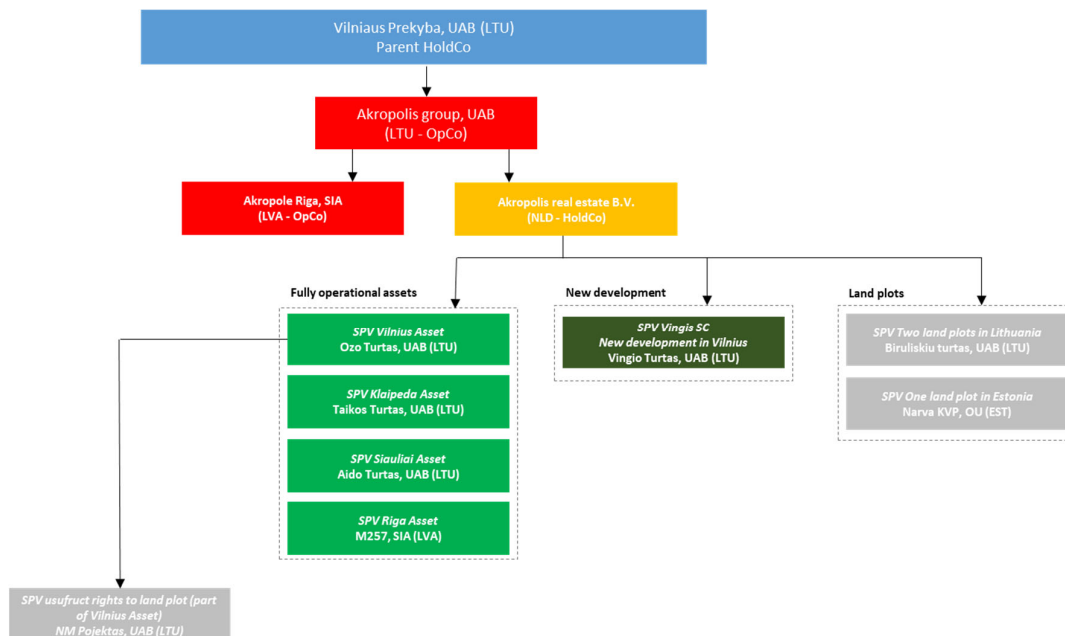 Vilniaus Prekyba, UAB (LTU)
Parent HoldCo
Akropolis group, UAB
(LTU - OpCo)
Akropole Riga, SIA
(LVA - OpCo)
Akropolis real estate B.V.
(NLD - HoldCo)
Fully operational assets
SPV Vilnius Asset
Ozo Turtas, UAB (LTU)
SPV Klaipeda Asset
Taikos Turtas, UAB (LTU)
SPV Siauliai Asset
Aido Turtas, UAB (LTU)
SPV Riga Asset
M257, SIA (LVA)
New development
SPV Vingis SC
New development in Vilnius
Vingio Turtas, UAB (LTU)
Land plots
SPV Two land plots in Lithuania
Biruliskiu turtas, UAB (LTU)
SPV One land plot in Estonia
Narva KVP, OU (EST)
SPV usufruct rights to land plot (part
of Vilnius Asset)
NM Pojektas, UAB (LTU)